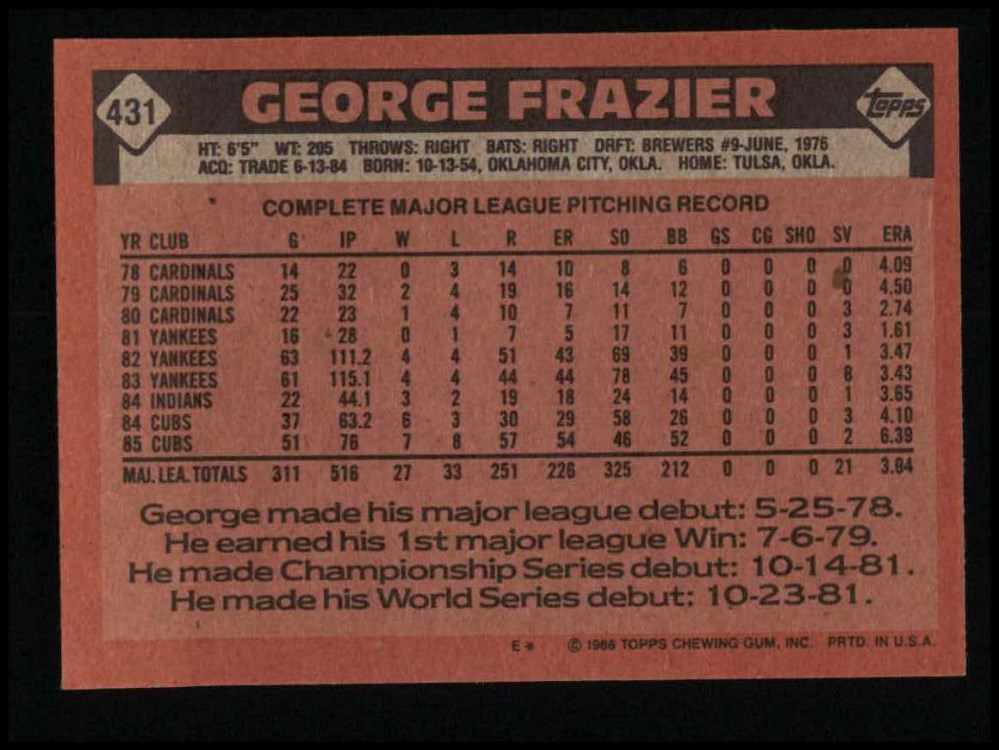 431 GEORGE FRAZIER Topps
HT: 6'5" WT: 205 THROWS: RIGHT BATS: RIGHT DRFT: BREWERS #9-JUNE, 1976
ACQ: TRADE 6-13-84 BORN: 10-13-54, OKLAHOMA CITY, OKLA. HOME: TULSA, OKLA.
COMPLETE MAJOR LEAGUE PITCHING RECORD
YR CLUB G IP W L R ER SO BB GS CG SHO SV ERA
78 CARDINALS 14 22 0 3 14 10 8 6 0 0 0 0 4.09
79 CARDINALS 25 32 2 4 19 16 14 12 0 0 0 0 4.50
80 CARDINALS 22 23 1 4 10 7 11 7 0 0 0 3 2.74
81 YANKEES 16 28 0 1 7 5 17 11 0 0 0 3 1.61
82 YANKEES 63 111.2 4 4 51 43 69 39 0 0 0 1 3.47
83 YANKEES 61 115.1 4 4 44 44 78 45 0 0 0 8 3.43
84 INDIANS 22 44.1 3 2 19 18 24 14 0 0 0 1 3.65
84 CUBS 37 63.2 6 3 30 29 58 26 0 0 0 3 4.10
85 CUBS 51 76 7 8 57 54 46 52 0 0 0 2 6.39
MAJ. LEA. TOTALS 311 516 27 33 251 226 325 212 0 0 0 21 3.94
George made his major league debut: 5-25-78.
He earned his 1st major league Win: 7-6-79.
He made Championship Series debut: 10-14-81.
He made his World Series debut: 10-23-81.
E* © 1986 TOPPS CHEWING GUM, INC. PRTD. IN U.S.A.